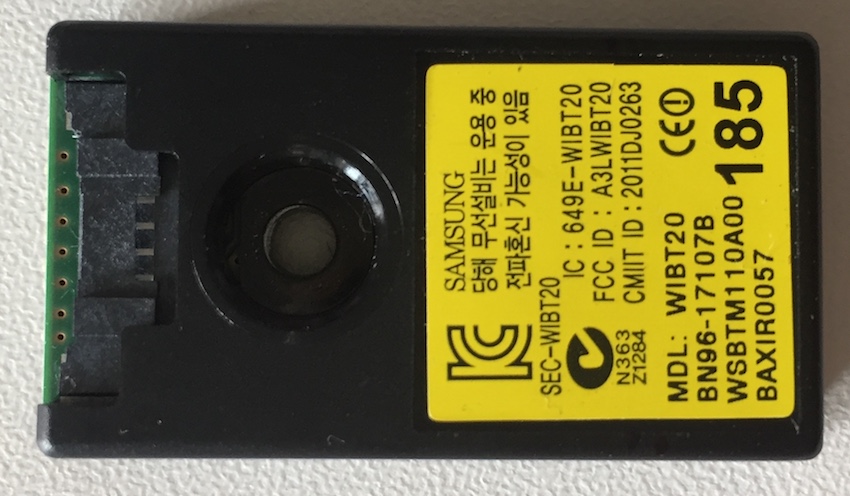 SAMSUNG
당해 무선설비는 운용 중
전파혼신 가능성이 있음
SEC-WIBT20
IC : 649E-WIBT20
FCC ID : A3LWIBT20
CMIIT ID : 2011DJ0263
N363
Z1284
CE
MDL: WIBT20
BN96-17107B
WSBTM110A00
BAXIR0057
185